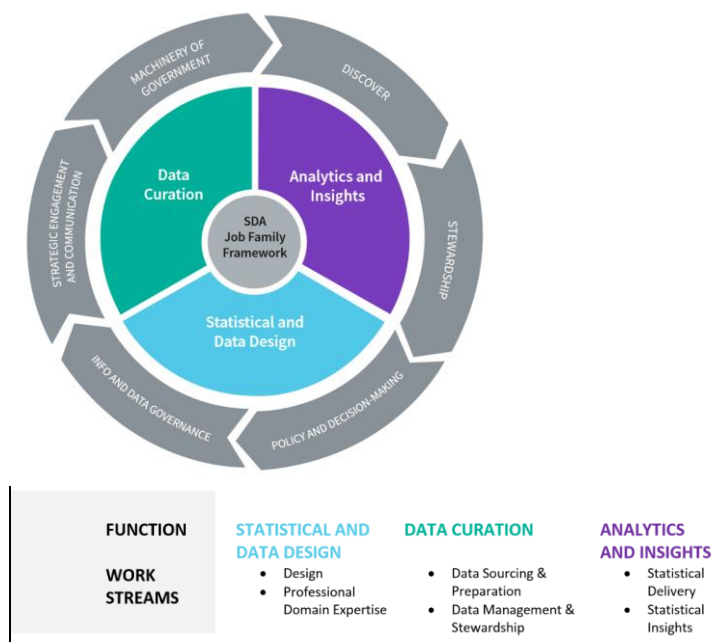 MACHINERY OF
GOVERNMENT
DISCOVER
STEWARDSHIP
POLICY AND DECISION-MAKING
INFO AND DATA GOVERNANCE
STRATEGIC ENGAGEMENT
AND COMMUNICATION
Data
Curation
Analytics and
Insights
SDA
Job Family
Framework
Statistical and
Data Design
FUNCTION
STATISTICAL AND
DATA DESIGN
DATA CURATION
ANALYTICS
AND INSIGHTS
WORK
STREAMS
• Design
• Professional
Domain Expertise
• Data Sourcing &
Preparation
• Data Management &
Stewardship
• Statistical
Delivery
• Statistical
Insights